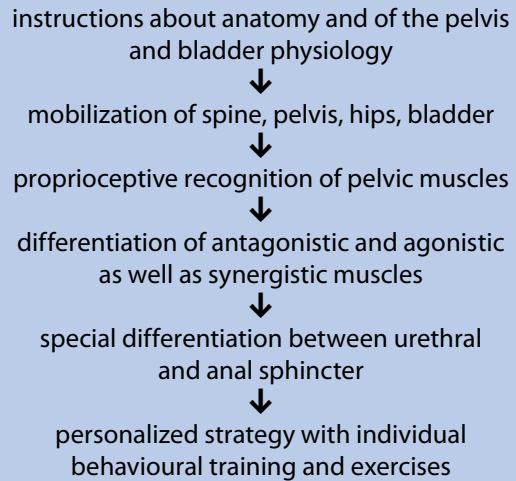 instructions about anatomy and of the pelvis
and bladder physiology
↓
mobilization of spine, pelvis, hips, bladder
↓
proprioceptive recognition of pelvic muscles
↓
differentiation of antagonistic and agonistic
as well as synergistic muscles
↓
special differentiation between urethral
and anal sphincter
↓
personalized strategy with individual
behavioural training and exercises